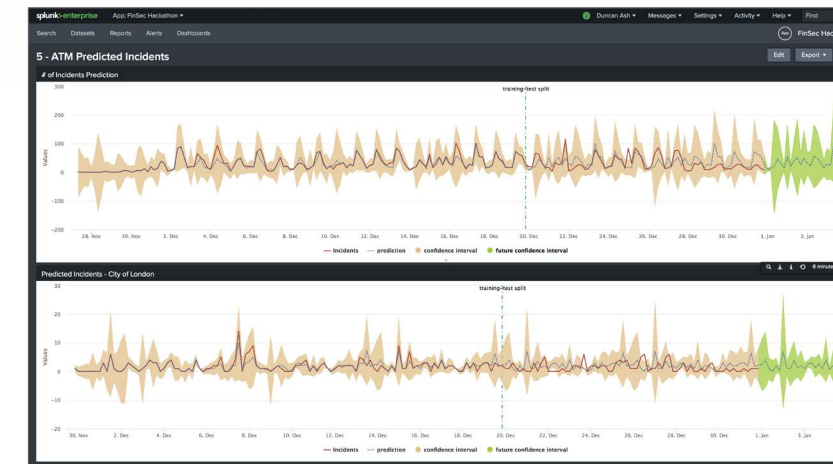 splunk>enterprise App: FinSec Hackathon ▾ Duncan Ash ▾ Messages ▾ Settings ▾ Activity ▾ Help ▾ Find
Search Datasets Reports Alerts Dashboards App FinSec Hac
5 - ATM Predicted Incidents Edit Export ▾
# of Incidents Prediction
training-test split
300
200
100
0
-100
-200
Values
28. Nov 30. Nov 2. Dec 4. Dec 6. Dec 8. Dec 10. Dec 12. Dec 14. Dec 16. Dec 18. Dec 20. Dec 22. Dec 24. Dec 26. Dec 28. Dec 30. Dec 1. Jan 3. Jan
Incidents prediction confidence interval future confidence interval
8 minute
Predicted Incidents - City of London
training-test split
30
20
10
0
-10
-20
Values
30. Nov 2. Dec 4. Dec 6. Dec 8. Dec 10. Dec 12. Dec 14. Dec 16. Dec 18. Dec 20. Dec 22. Dec 24. Dec 26. Dec 28. Dec 30. Dec 1. Jan 3. Jan
Incidents prediction confidence interval future confidence interval